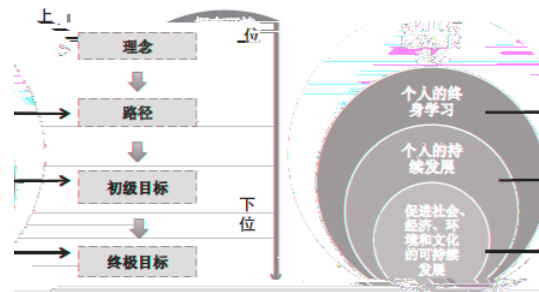 上
位
理念
路径
初级目标
下
位
终极目标
个人的终
身学习
个人的持
续发展
促进社会、
经济、环
境和文化
的可持续
发展